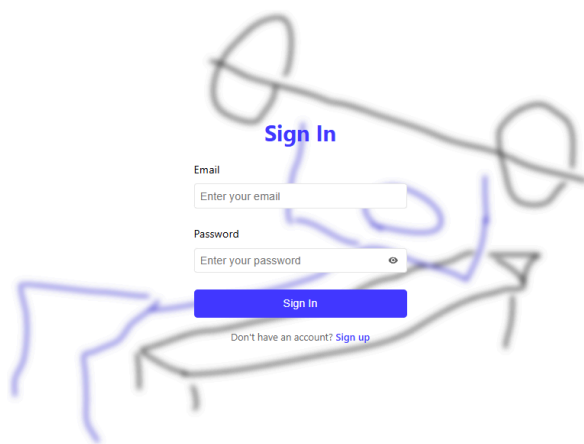 Sign In
Email
Enter your email
Password
Enter your password
Sign In
Don't have an account? Sign up